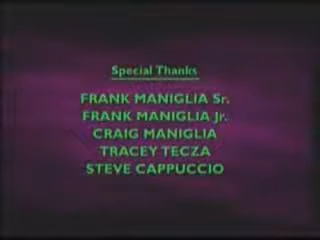 Special Thanks
FRANK MANIGLIA Sr.
FRANK MANIGLIA Jr.
CRAIG MANIGLIA
TRACEY TECZA
STEVE CAPPUCCIO